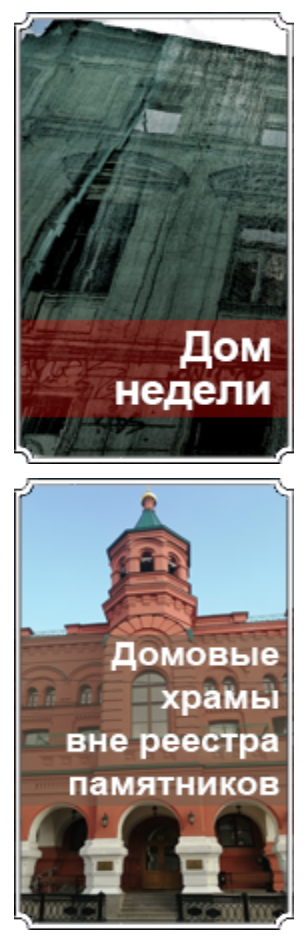 Дом
недели
Домовые
храмы
вне реестра
памятников